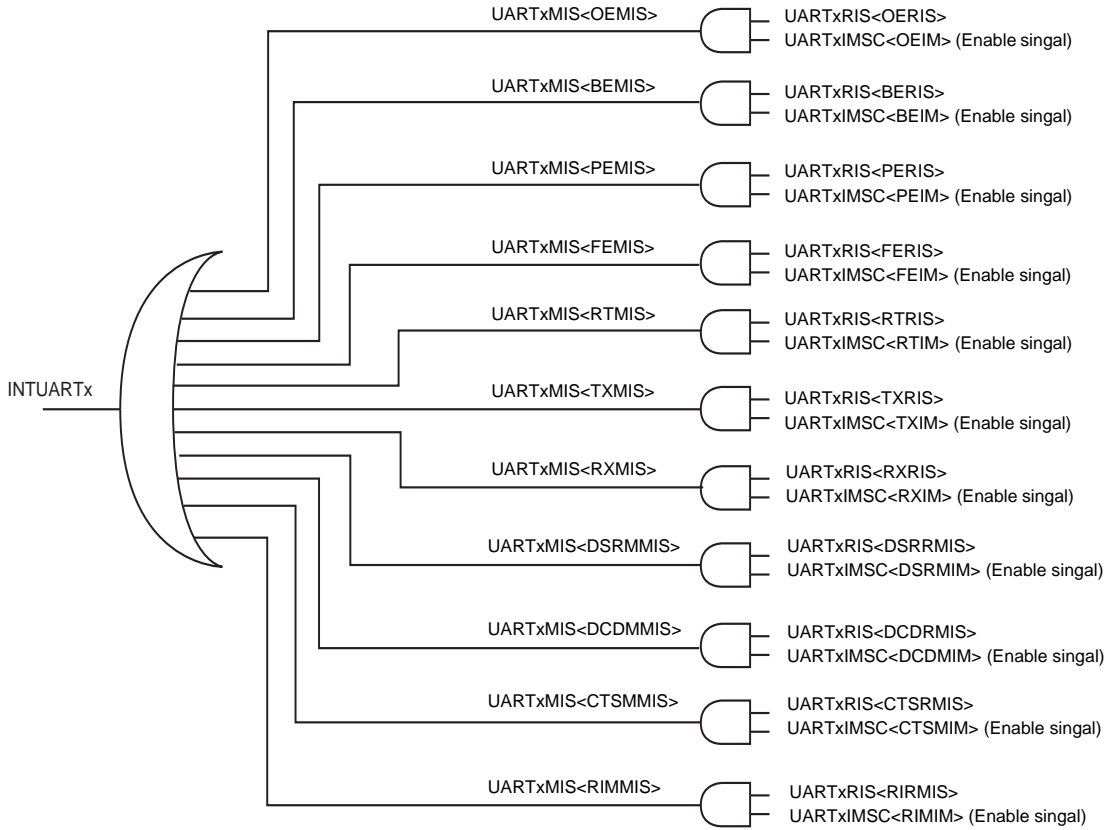 UARTxMIS<OEMIS>
UARTxRIS<OERIS>
UARTxIMSC<OEIM> (Enable singal)
UARTxMIS<BEMIS>
UARTxRIS<BERIS>
UARTxIMSC<BEIM> (Enable singal)
UARTxMIS<PEMIS>
UARTxRIS<PERIS>
UARTxIMSC<PEIM> (Enable singal)
UARTxMIS<FEMIS>
UARTxRIS<FERIS>
UARTxIMSC<FEIM> (Enable singal)
UARTxMIS<RTMIS>
UARTxRIS<RTRIS>
UARTxIMSC<RTIM> (Enable singal)
INTUARTx
UARTxMIS<TXMIS>
UARTxRIS<TXRIS>
UARTxIMSC<TXIM> (Enable singal)
UARTxMIS<RXMIS>
UARTxRIS<RXRIS>
UARTxIMSC<RXIM> (Enable singal)
UARTxMIS<DSRMMIS>
UARTxRIS<DSRRMIS>
UARTxIMSC<DSRMIM> (Enable singal)
UARTxMIS<DCDMMIS>
UARTxRIS<DCDRMIS>
UARTxIMSC<DCDMIM> (Enable singal)
UARTxMIS<CTSMMIS>
UARTxRIS<CTSRMIS>
UARTxIMSC<CTSMIM> (Enable singal)
UARTxMIS<RIMMIS>
UARTxRIS<RIRMIS>
UARTxIMSC<RIMIM> (Enable singal)